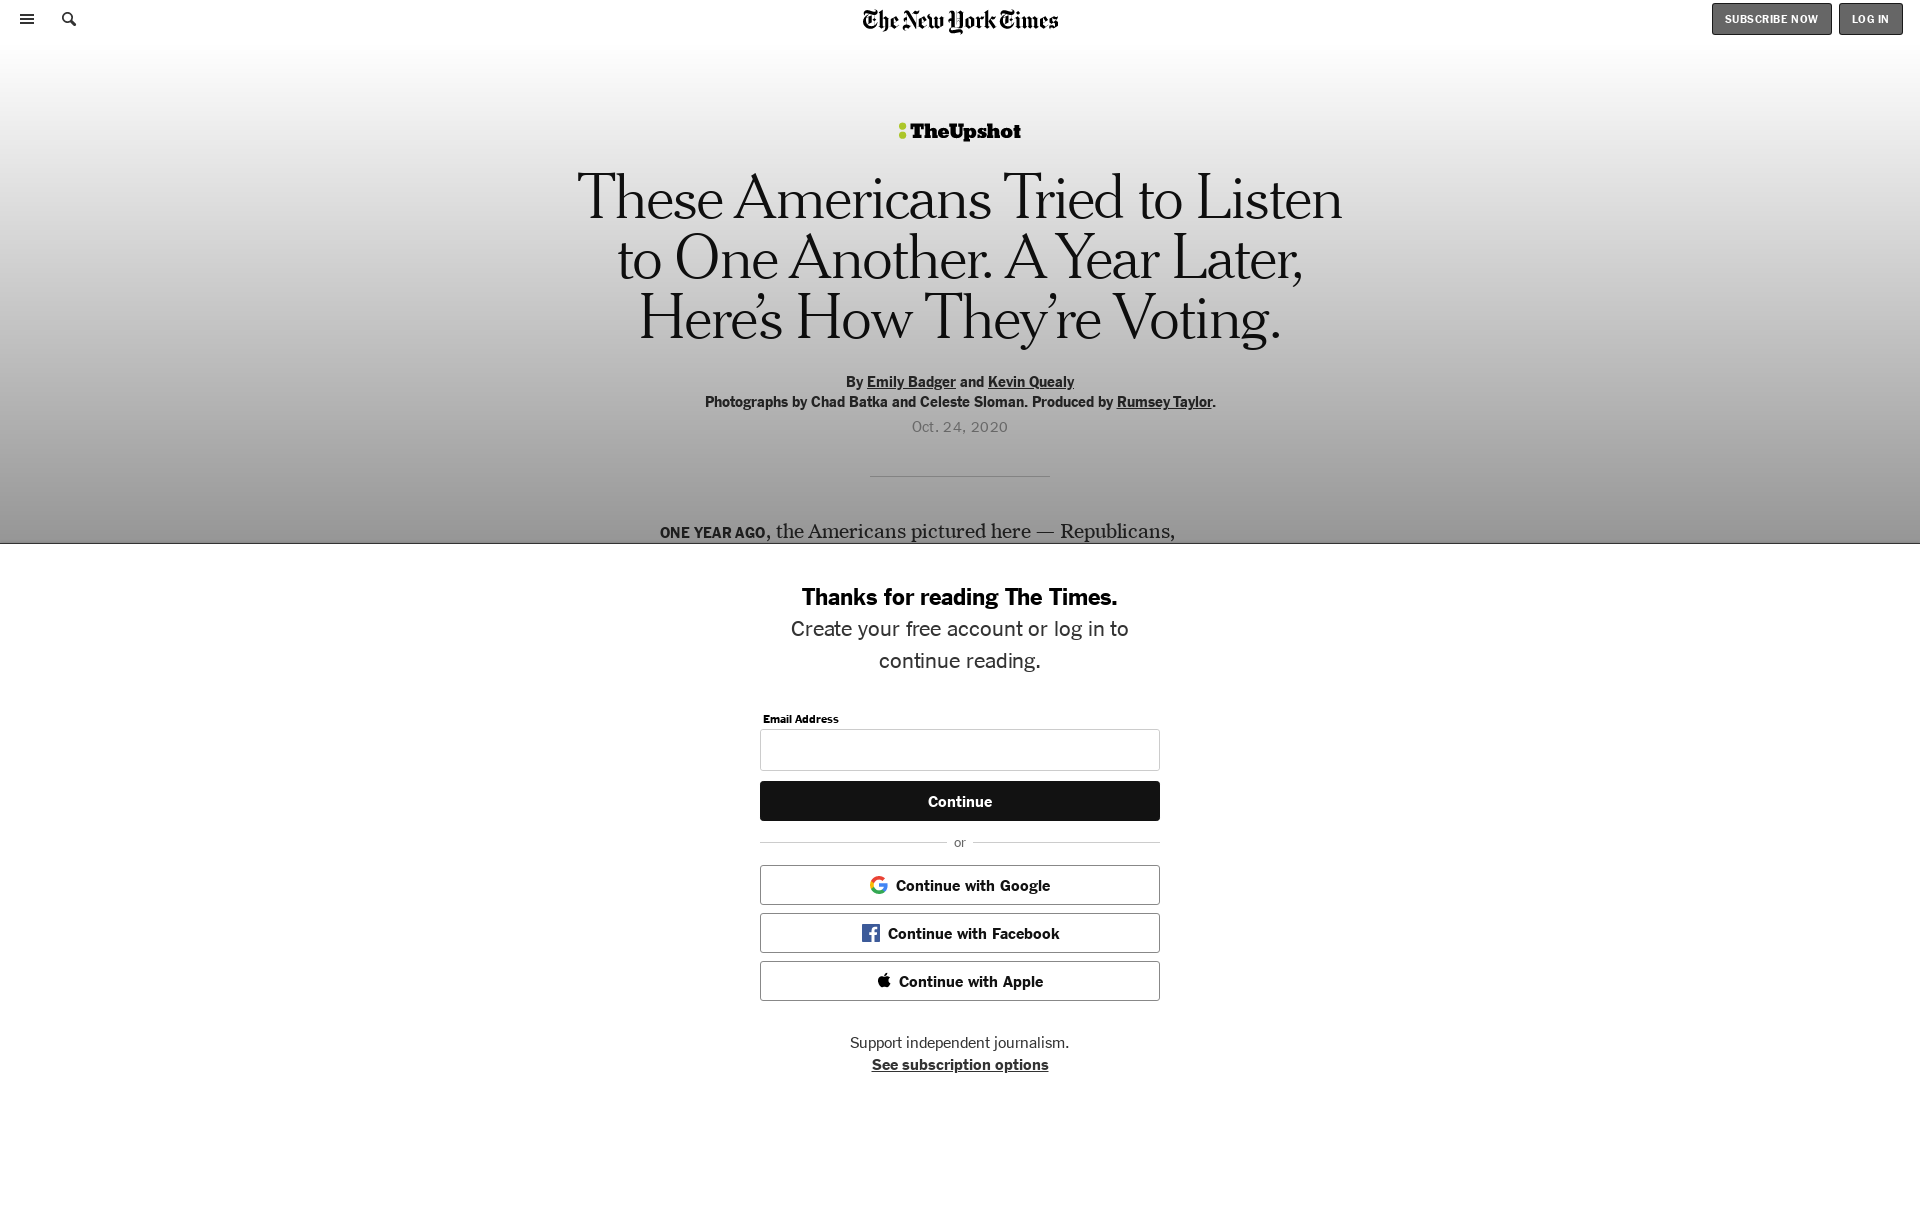 The New York Times
SUBSCRIBE NOW
LOG IN
TheUpshot
These Americans Tried to Listen
to One Another. A Year Later,
Here’s How They’re Voting.
By Emily Badger and Kevin Quealy
Photographs by Chad Batka and Celeste Sloman. Produced by Rumsey Taylor.
Oct. 24, 2020
ONE YEAR AGO, the Americans pictured here — Republicans,
Thanks for reading The Times.
Create your free account or log in to
continue reading.
Email Address
Continue
or
Continue with Google
Continue with Facebook
Continue with Apple
Support independent journalism.
See subscription options